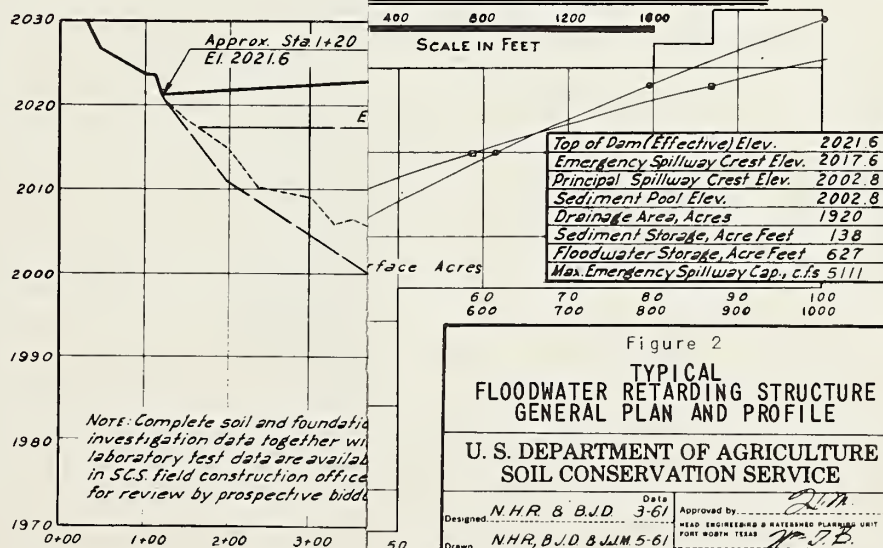 2030
2020
2010
2000
1990
1980
1970
0+00
1+00
2+00
3+00
Approx. Sta. 1+20
El. 2021.6
E
NOTE: Complete soil and foundatio
investigation data together wi
laboratory test data are availab
in S.C.S. field construction office
for review by prospective bidd
400 800 1200 1600
SCALE IN FEET
Top of Dam (Effective) Elev. 2021.6
Emergency Spillway Crest Elev. 2017.6
Principal Spillway Crest Elev. 2002.8
Sediment Pool Elev. 2002.8
Drainage Area, Acres 1920
Sediment Storage, Acre Feet 138
Floodwater Storage, Acre Feet 627
Max. Emergency Spillway Cap., c.f.s 5111
rface Acres
60 70 80 90 100
600 700 800 900 1000
50
Figure 2
TYPICAL
FLOODWATER RETARDING STRUCTURE
GENERAL PLAN AND PROFILE
U. S. DEPARTMENT OF AGRICULTURE
SOIL CONSERVATION SERVICE
Date
Designed N.H.R. & B.J.D. 3-61
Drawn N.H.R., B.J.D. & J.J.M. 5-61
Approved by
HEAD ENGINEERING & WATERSHED PLANNING UNIT
FORT WORTH TEXAS